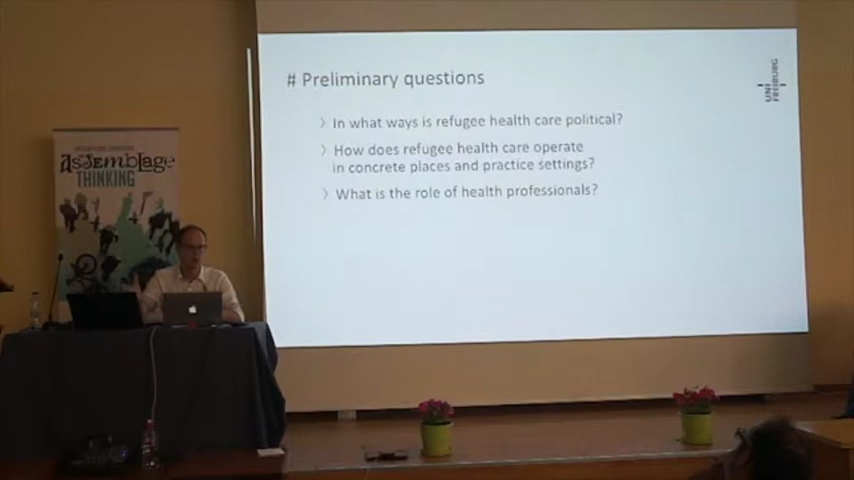 # Preliminary questions
〉 In what ways is refugee health care political?
〉 How does refugee health care operate
in concrete places and practice settings?
〉 What is the role of health professionals?
UNI
FREIBURG
assemblage
THINKING